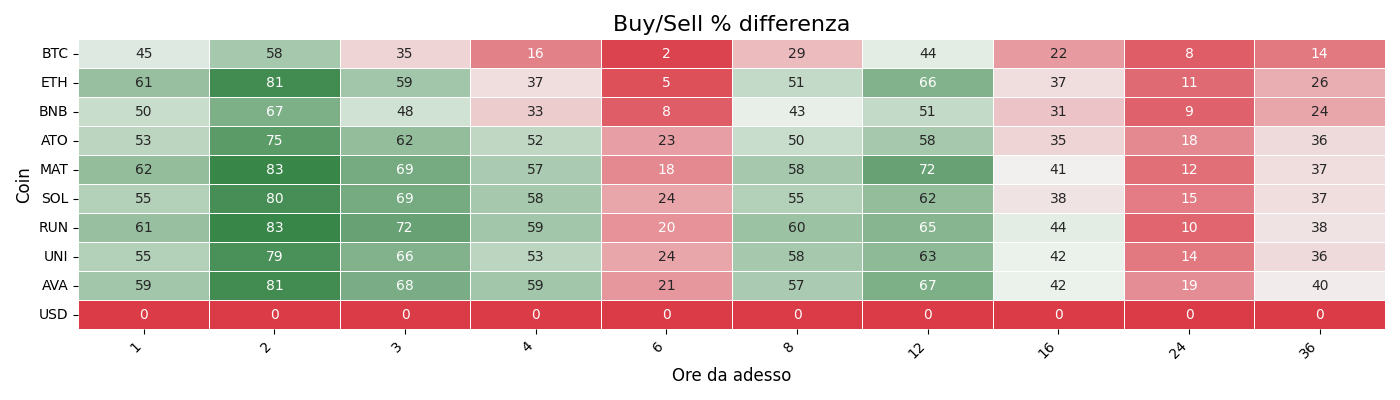 Buy/Sell % differenza
Coin
BTC 45 58 35 16 2 29 44 22 8 14
ETH 61 81 59 37 5 51 66 37 11 26
BNB 50 67 48 33 8 43 51 31 9 24
ATO 53 75 62 52 23 50 58 35 18 36
MAT 62 83 69 57 18 58 72 41 12 37
SOL 55 80 69 58 24 55 62 38 15 37
RUN 61 83 72 59 20 60 65 44 10 38
UNI 55 79 66 53 24 58 63 42 14 36
AVA 59 81 68 59 21 57 67 42 19 40
USD 0 0 0 0 0 0 0 0 0 0
1 2 3 4 6 8 12 16 24 36
Ore da adesso